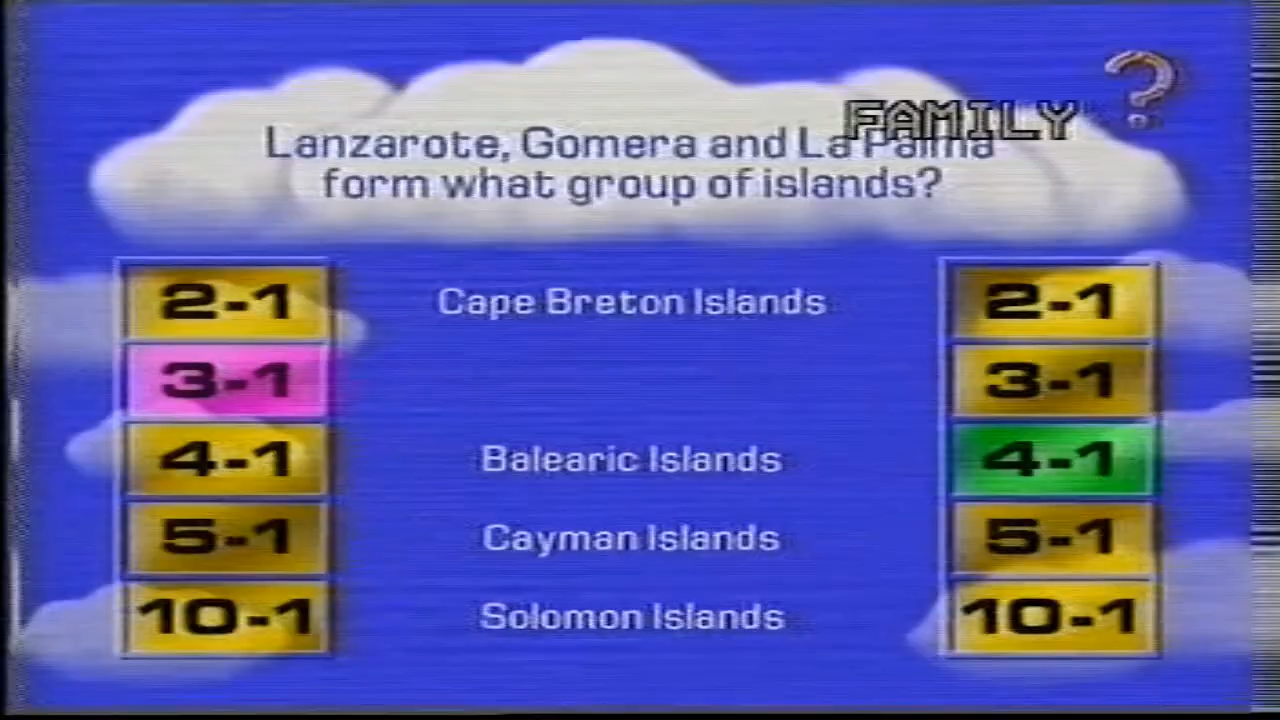 FAMILY ?
Lanzarote, Gomera and La Palma
form what group of islands?
2-1 Cape Breton Islands 2-1
3-1 3-1
4-1 Balearic Islands 4-1
5-1 Cayman Islands 5-1
10-1 Solomon Islands 10-1